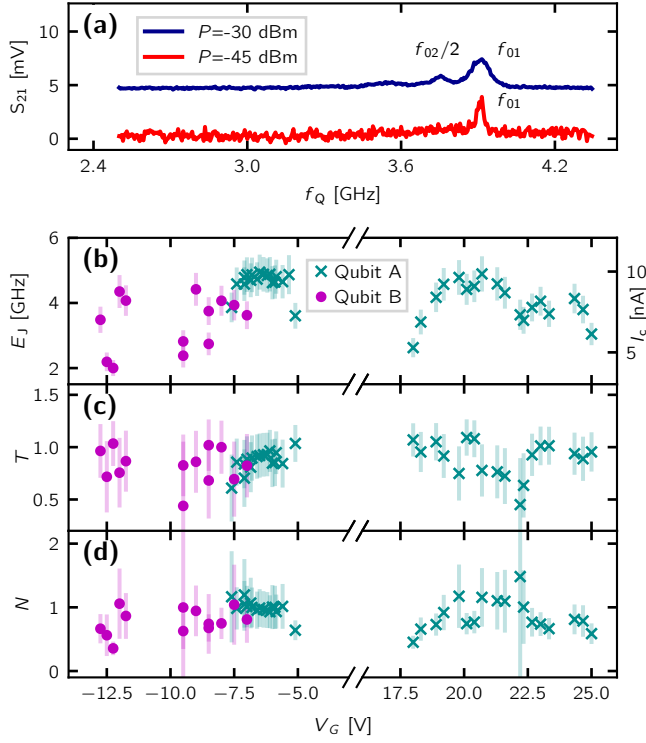 (a)
P=-30 dBm
P=-45 dBm
f02/2
f01
f01
S21 [mV]
10
5
0
2.4
3.0
3.6
4.2
fQ [GHz]
(b)
Qubit A
Qubit B
EJ [GHz]
6
4
2
10
5
Ic [nA]
(c)
T
1.5
1.0
0.5
(d)
N
2
1
0
−12.5
−10.0
−7.5
−5.0
17.5
20.0
22.5
25.0
VG [V]